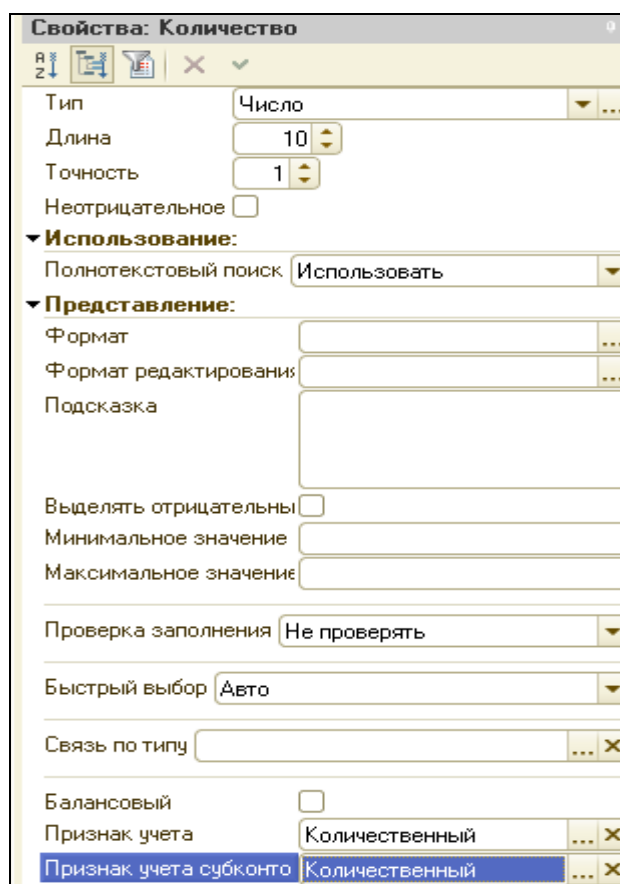 Свойства: Количество
Тип Число
Длина 10
Точность 1
Неотрицательное
Использование:
Полнотекстовый поиск Использовать
Представление:
Формат
Формат редактирования
Подсказка
Выделять отрицательны
Минимальное значение
Максимальное значение
Проверка заполнения Не проверять
Быстрый выбор Авто
Связь по типу
Балансовый
Признак учета Количественный
Признак учета субконто Количественный